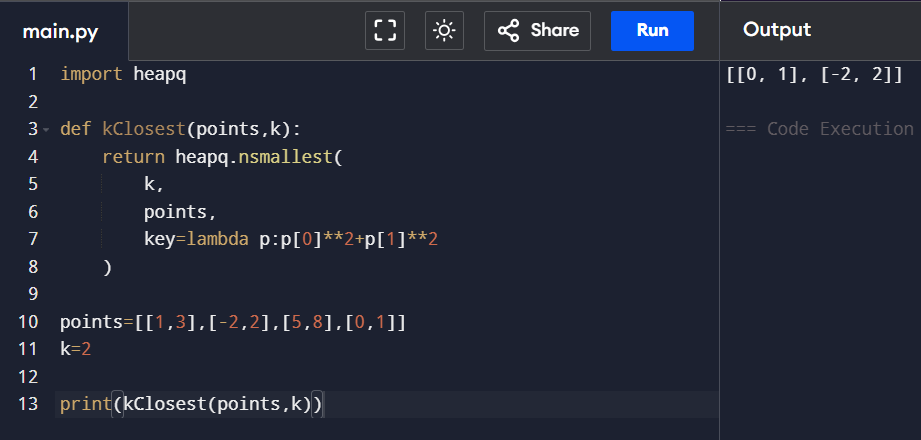 main.py
Share
Run
Output
1 import heapq
2
3 def kClosest(points,k):
4     return heapq.nsmallest(
5         k,
6         points,
7         key=lambda p:p[0]**2+p[1]**2
8     )
9
10 points=[[1,3],[-2,2],[5,8],[0,1]]
11 k=2
12
13 print(kClosest(points,k))
[[0, 1], [-2, 2]]
=== Code Execution